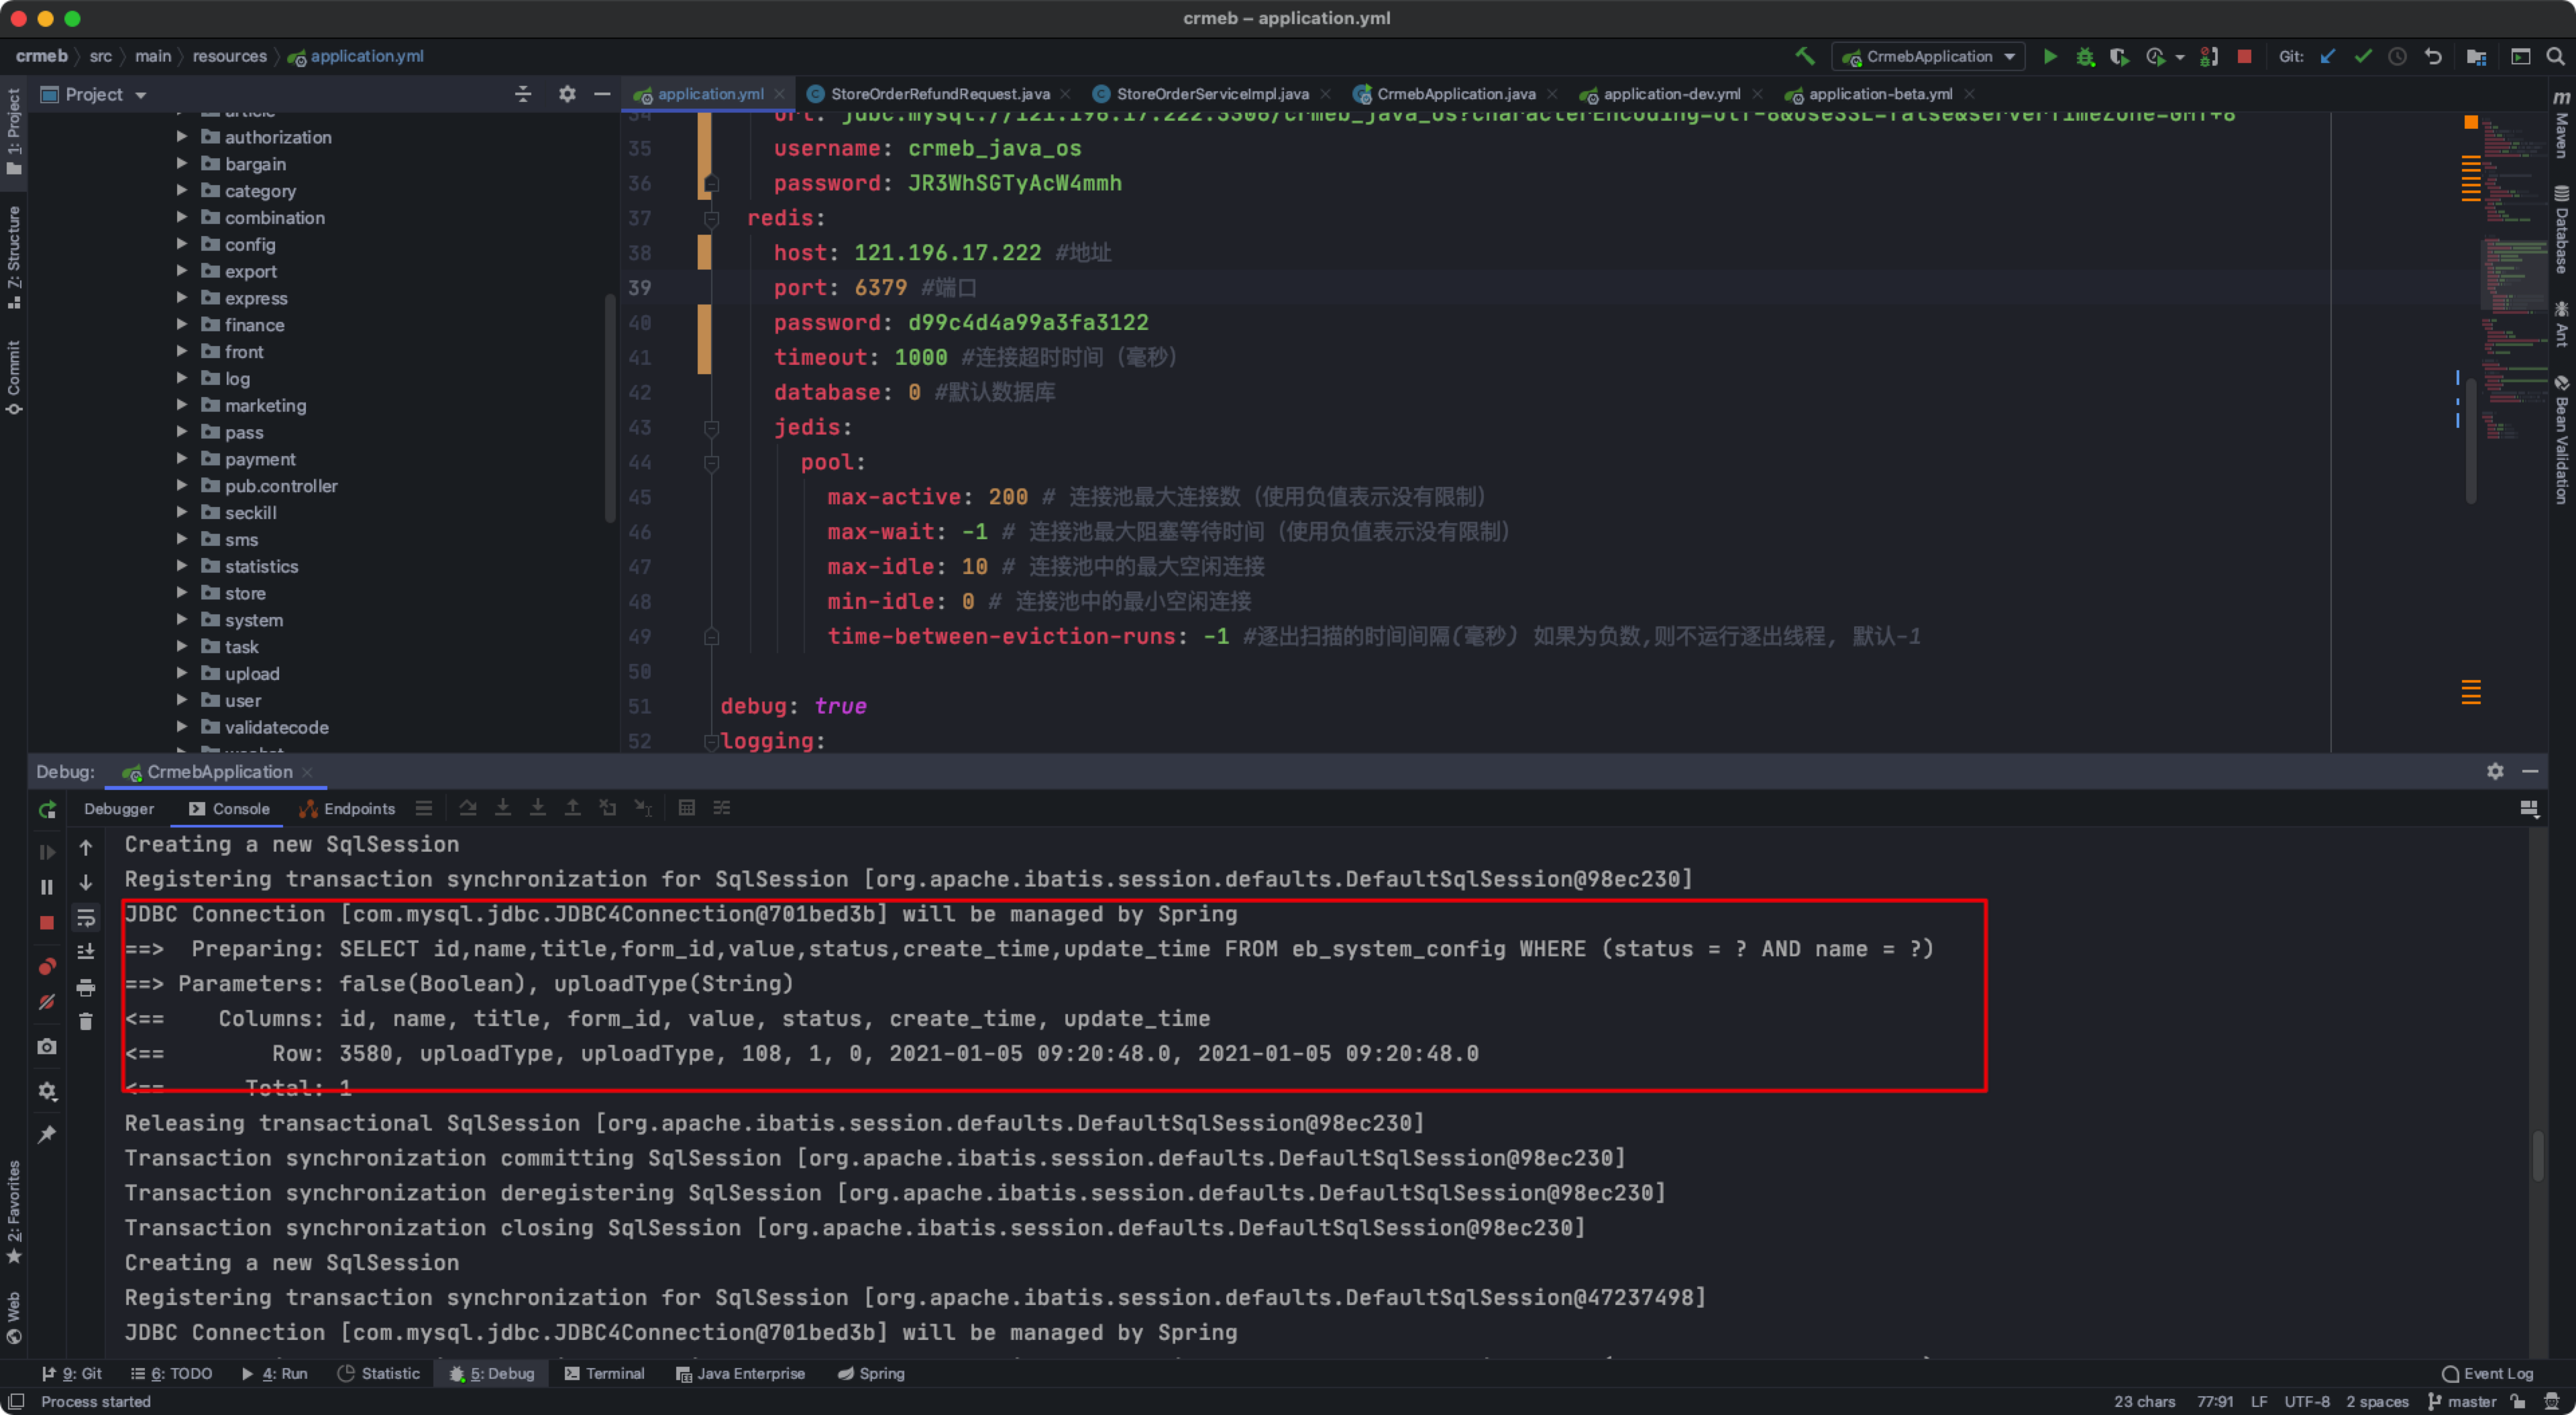 crmeb – application.yml
crmeb src main resources application.yml
CrmebApplication Git:
Project
application.yml StoreOrderRefundRequest.java StoreOrderServiceImpl.java CrmebApplication.java application-dev.yml application-beta.yml
1: Project
7: Structure
Commit
2: Favorites
Web
article
authorization
bargain
category
combination
config
export
express
finance
front
log
marketing
pass
payment
pub.controller
seckill
sms
statistics
store
system
task
upload
user
validatecode
34 url: jdbc:mysql://121.196.17.222:3306/crmeb_java_os?characterEncoding=utf-8&useSSL=false&serverTimeZone=GMT+8
35 username: crmeb_java_os
36 password: JR3WhSGTyAcW4mmh
37 redis:
38 host: 121.196.17.222 #地址
39 port: 6379 #端口
40 password: d99c4d4a99a3fa3122
41 timeout: 1000 #连接超时时间（毫秒）
42 database: 0 #默认数据库
43 jedis:
44 pool:
45 max-active: 200 # 连接池最大连接数（使用负值表示没有限制）
46 max-wait: -1 # 连接池最大阻塞等待时间（使用负值表示没有限制）
47 max-idle: 10 # 连接池中的最大空闲连接
48 min-idle: 0 # 连接池中的最小空闲连接
49 time-between-eviction-runs: -1 #逐出扫描的时间间隔(毫秒) 如果为负数,则不运行逐出线程, 默认-1
50
51 debug: true
52 logging:
Maven
Database
Ant
Bean Validation
Debug: CrmebApplication
Debugger Console Endpoints
Creating a new SqlSession
Registering transaction synchronization for SqlSession [org.apache.ibatis.session.defaults.DefaultSqlSession@98ec230]
JDBC Connection [com.mysql.jdbc.JDBC4Connection@701bed3b] will be managed by Spring
==>  Preparing: SELECT id,name,title,form_id,value,status,create_time,update_time FROM eb_system_config WHERE (status = ? AND name = ?)
==> Parameters: false(Boolean), uploadType(String)
<==    Columns: id, name, title, form_id, value, status, create_time, update_time
<==        Row: 3580, uploadType, uploadType, 108, 1, 0, 2021-01-05 09:20:48.0, 2021-01-05 09:20:48.0
<==      Total: 1
Releasing transactional SqlSession [org.apache.ibatis.session.defaults.DefaultSqlSession@98ec230]
Transaction synchronization committing SqlSession [org.apache.ibatis.session.defaults.DefaultSqlSession@98ec230]
Transaction synchronization deregistering SqlSession [org.apache.ibatis.session.defaults.DefaultSqlSession@98ec230]
Transaction synchronization closing SqlSession [org.apache.ibatis.session.defaults.DefaultSqlSession@98ec230]
Creating a new SqlSession
Registering transaction synchronization for SqlSession [org.apache.ibatis.session.defaults.DefaultSqlSession@47237498]
JDBC Connection [com.mysql.jdbc.JDBC4Connection@701bed3b] will be managed by Spring
9: Git 6: TODO 4: Run Statistic 5: Debug Terminal Java Enterprise Spring Event Log
Process started 23 chars 77:91 LF UTF-8 2 spaces master